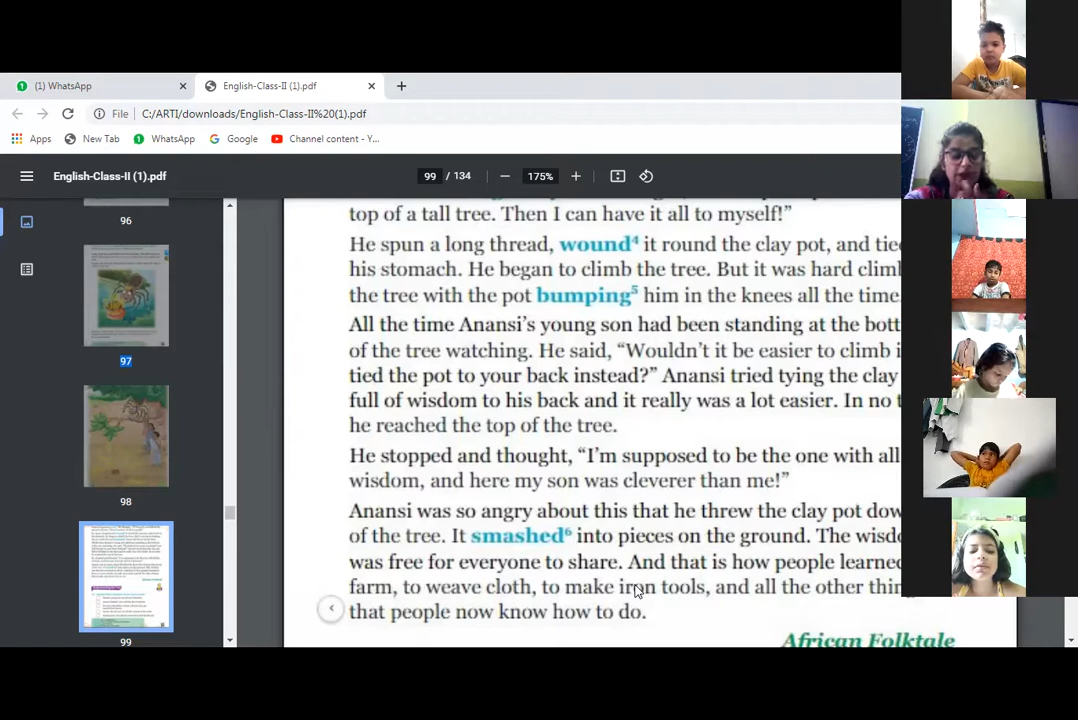 (1) WhatsApp
English-Class-II (1).pdf
File C:/ARTI/downloads/English-Class-II%20(1).pdf
Apps New Tab WhatsApp Google Channel content - Y...
English-Class-II (1).pdf
99 / 134
175%
96
97
98
99
top of a tall tree. Then I can have it all to myself!”
He spun a long thread, wound⁴ it round the clay pot, and
his stomach. He began to climb the tree. But it was hard
the tree with the pot bumping⁵ him in the knees all the time
All the time Anansi’s young son had been standing at the
of the tree watching. He said, “Wouldn’t it be easier to climb
tied the pot to your back instead?” Anansi tried tying the clay
full of wisdom to his back and it really was a lot easier. In no
he reached the top of the tree.
He stopped and thought, “I’m supposed to be the one with all
wisdom, and here my son was cleverer than me!”
Anansi was so angry about this that he threw the clay pot
of the tree. It smashed⁶ into pieces on the ground. The
was free for everyone to share. And that is how people learned
farm, to weave cloth, to make iron tools, and all the other
that people now know how to do.
African Folktale